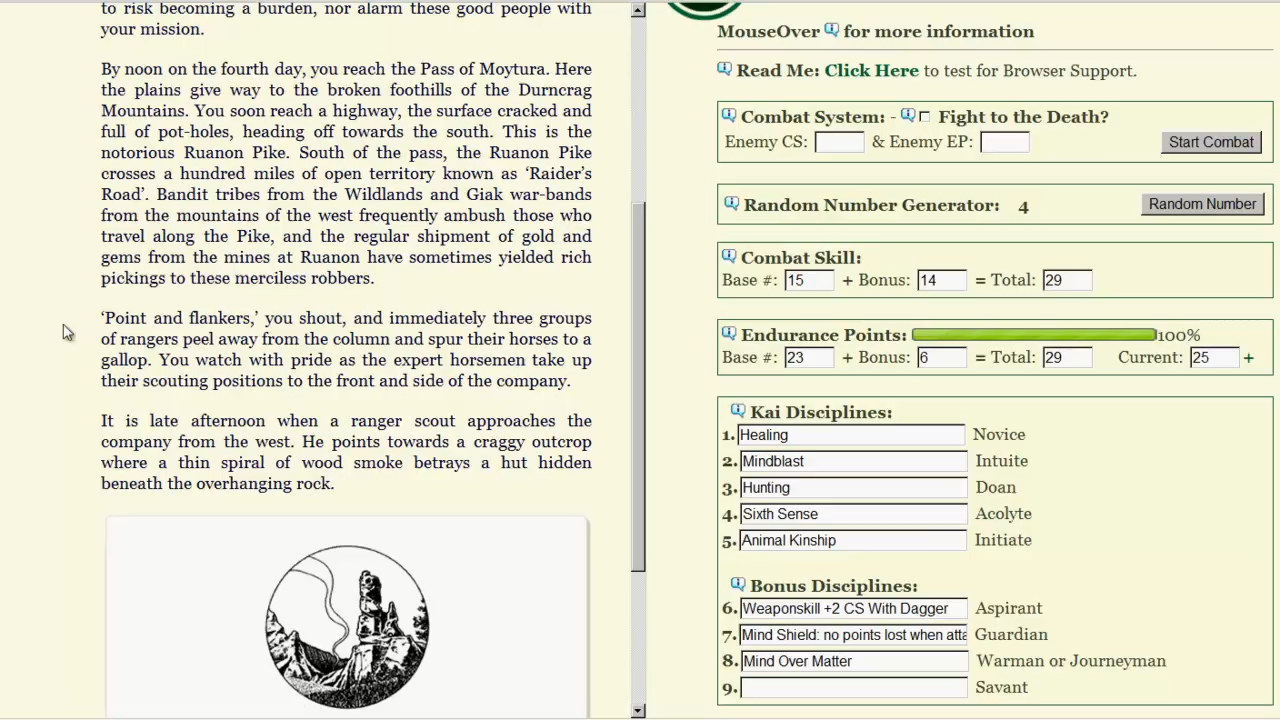 to risk becoming a burden, nor alarm these good people with
your mission.
By noon on the fourth day, you reach the Pass of Moytura. Here
the plains give way to the broken foothills of the Durncrag
Mountains. You soon reach a highway, the surface cracked and
full of pot-holes, heading off towards the south. This is the
notorious Ruanon Pike. South of the pass, the Ruanon Pike
crosses a hundred miles of open territory known as ‘Raider’s
Road’. Bandit tribes from the Wildlands and Giak war-bands
from the mountains of the west frequently ambush those who
travel along the Pike, and the regular shipment of gold and
gems from the mines at Ruanon have sometimes yielded rich
pickings to these merciless robbers.
‘Point and flankers,’ you shout, and immediately three groups
of rangers peel away from the column and spur their horses to a
gallop. You watch with pride as the expert horsemen take up
their scouting positions to the front and side of the company.
It is late afternoon when a ranger scout approaches the
company from the west. He points towards a craggy outcrop
where a thin spiral of wood smoke betrays a hut hidden
beneath the overhanging rock.
MouseOver for more information
Read Me: Click Here to test for Browser Support.
Combat System: - Fight to the Death?
Enemy CS: & Enemy EP: Start Combat
Random Number Generator: 4 Random Number
Combat Skill:
Base #: 15 + Bonus: 14 = Total: 29
Endurance Points: 100%
Base #: 23 + Bonus: 6 = Total: 29 Current: 25 +
Kai Disciplines:
1. Healing Novice
2. Mindblast Intuite
3. Hunting Doan
4. Sixth Sense Acolyte
5. Animal Kinship Initiate
Bonus Disciplines:
6. Weaponskill +2 CS With Dagger Aspirant
7. Mind Shield: no points lost when atta Guardian
8. Mind Over Matter Warman or Journeyman
9. Savant